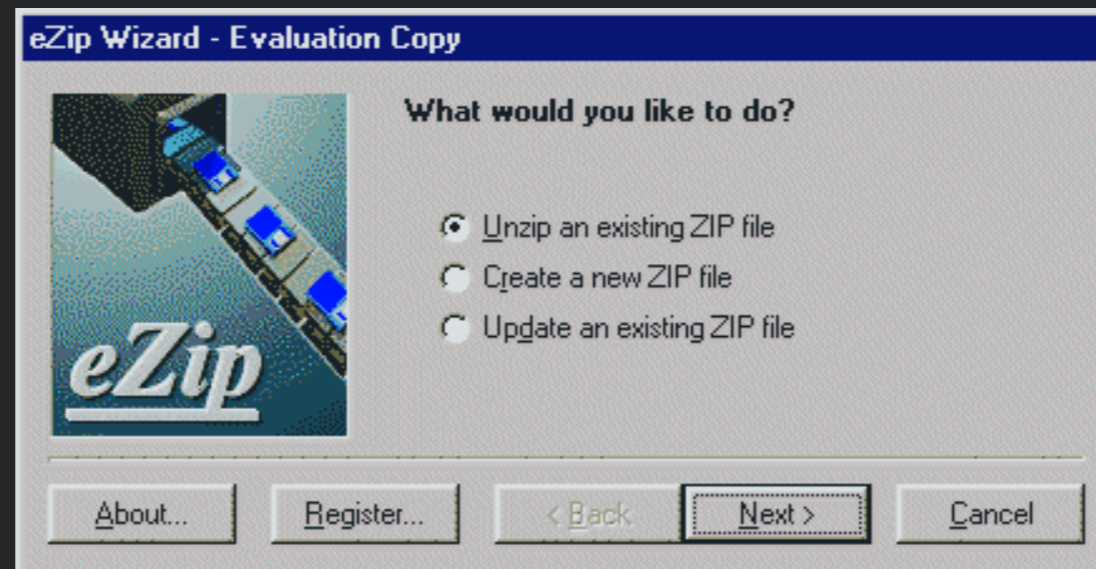 eZip Wizard - Evaluation Copy
What would you like to do?
Unzip an existing ZIP file
Create a new ZIP file
Update an existing ZIP file
eZip
About... Register... < Back Next > Cancel